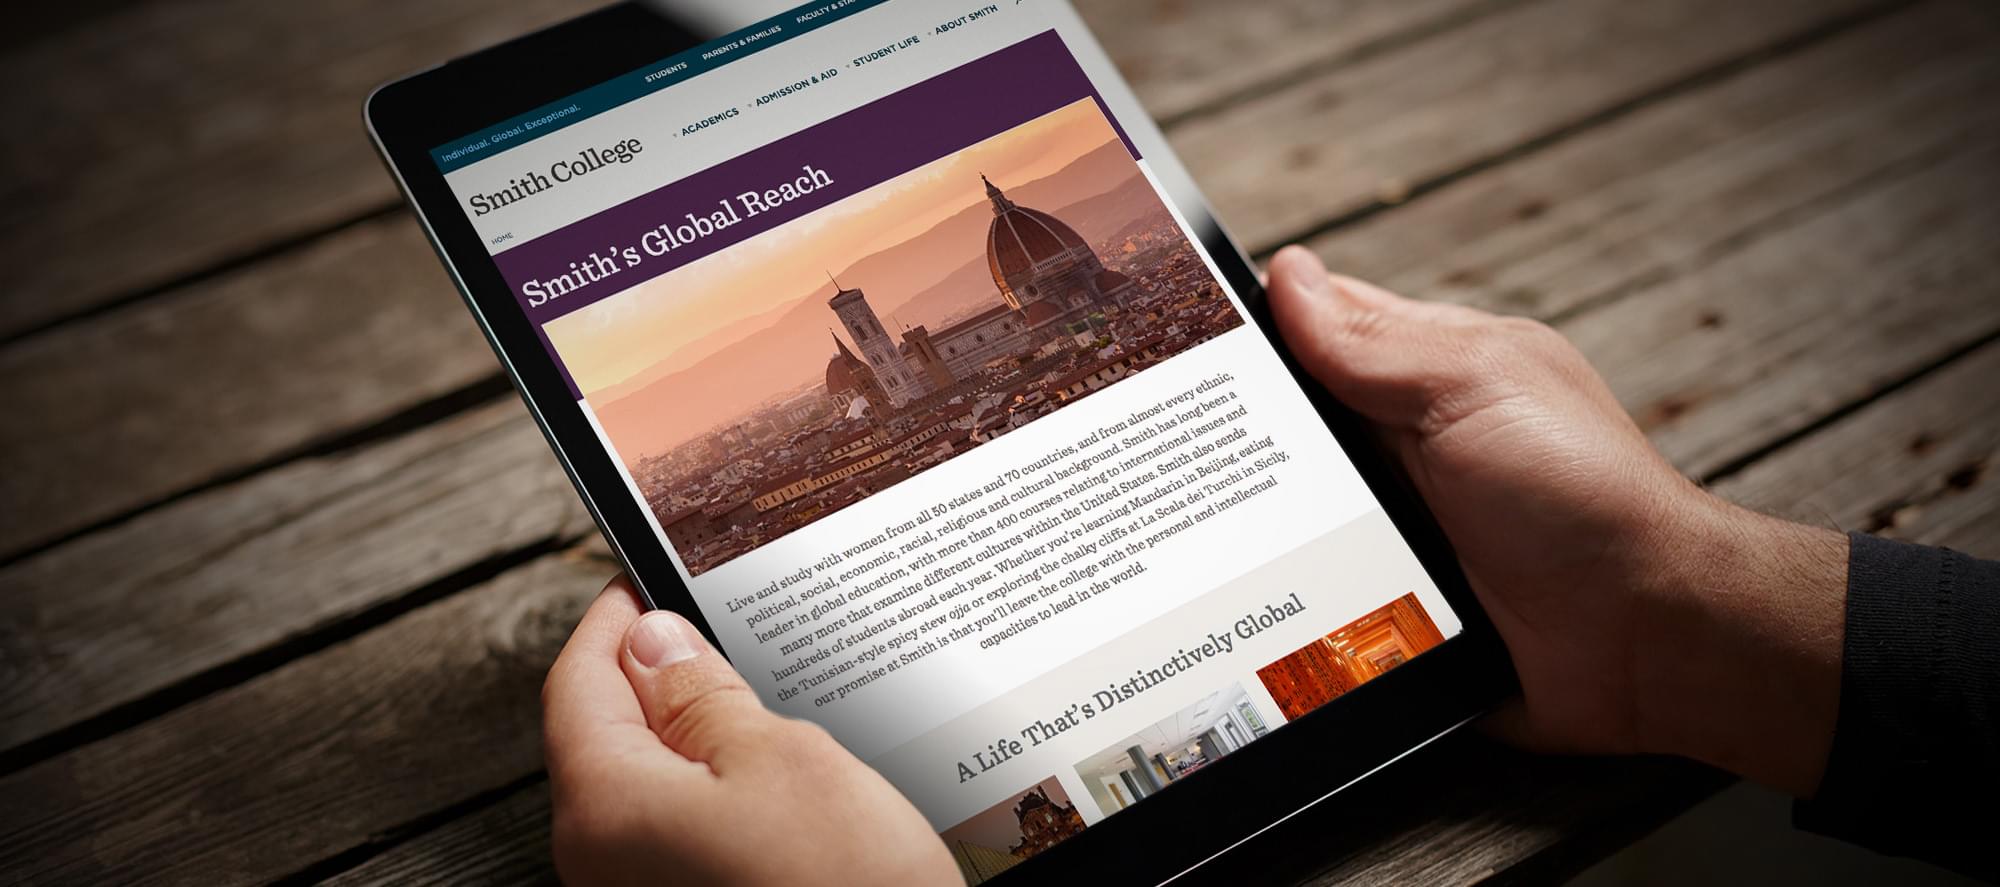 STUDENTS PARENTS & FAMILIES FACULTY &
Individual. Global. Exceptional.
Smith College
ACADEMICS ADMISSION & AID STUDENT LIFE ABOUT SMITH
HOME
Smith's Global Reach
Live and study with women from all 50 states and 70 countries, and from almost every ethnic,
political, social, economic, racial, religious and cultural background. Smith has long been a
leader in global education, with more than 400 courses relating to international issues and
many more that examine different cultures within the United States. Smith also sends
hundreds of students abroad each year. Whether you're learning Mandarin in Beijing, eating
the Tunisian-style spicy stew ojja or exploring the chalky cliffs at La Scala dei Turchi in Sicily,
our promise at Smith is that you'll leave the college with the personal and intellectual
capacities to lead in the world.
A Life That's Distinctively Global